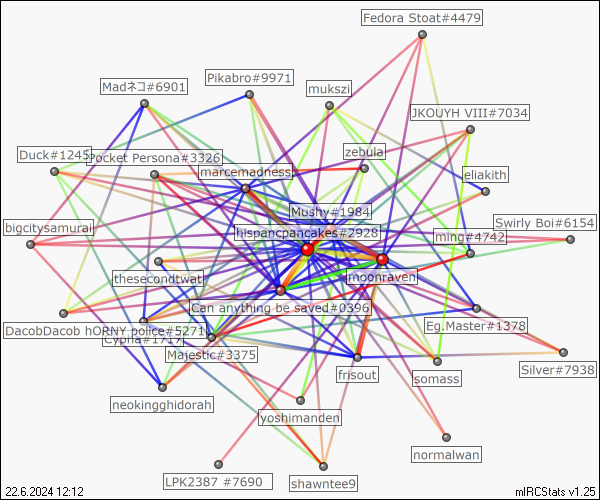 Fedora Stoat#4479
Pikabro#9971
Madネコ#6901
mukszi
JKOUYH VIII#7034
Duck#1245
Pocket Persona#3326
zebula
marcemadness
eliakith
Mushy#1984
bigcitysamurai
hispancpancakes#2928
ming#4742
Swirly Boi#6154
thesecondtwat
moonraven
Can anything be saved#0396
DacobDacob hORNY police#5271
Eg.Master#1378
Majestic#3375
Silver#7938
frisout
somass
neokingghidorah
yoshimanden
normalwan
LPK2387 #7690
shawntee9
22.6.2024 12:12
mIRCStats v1.25